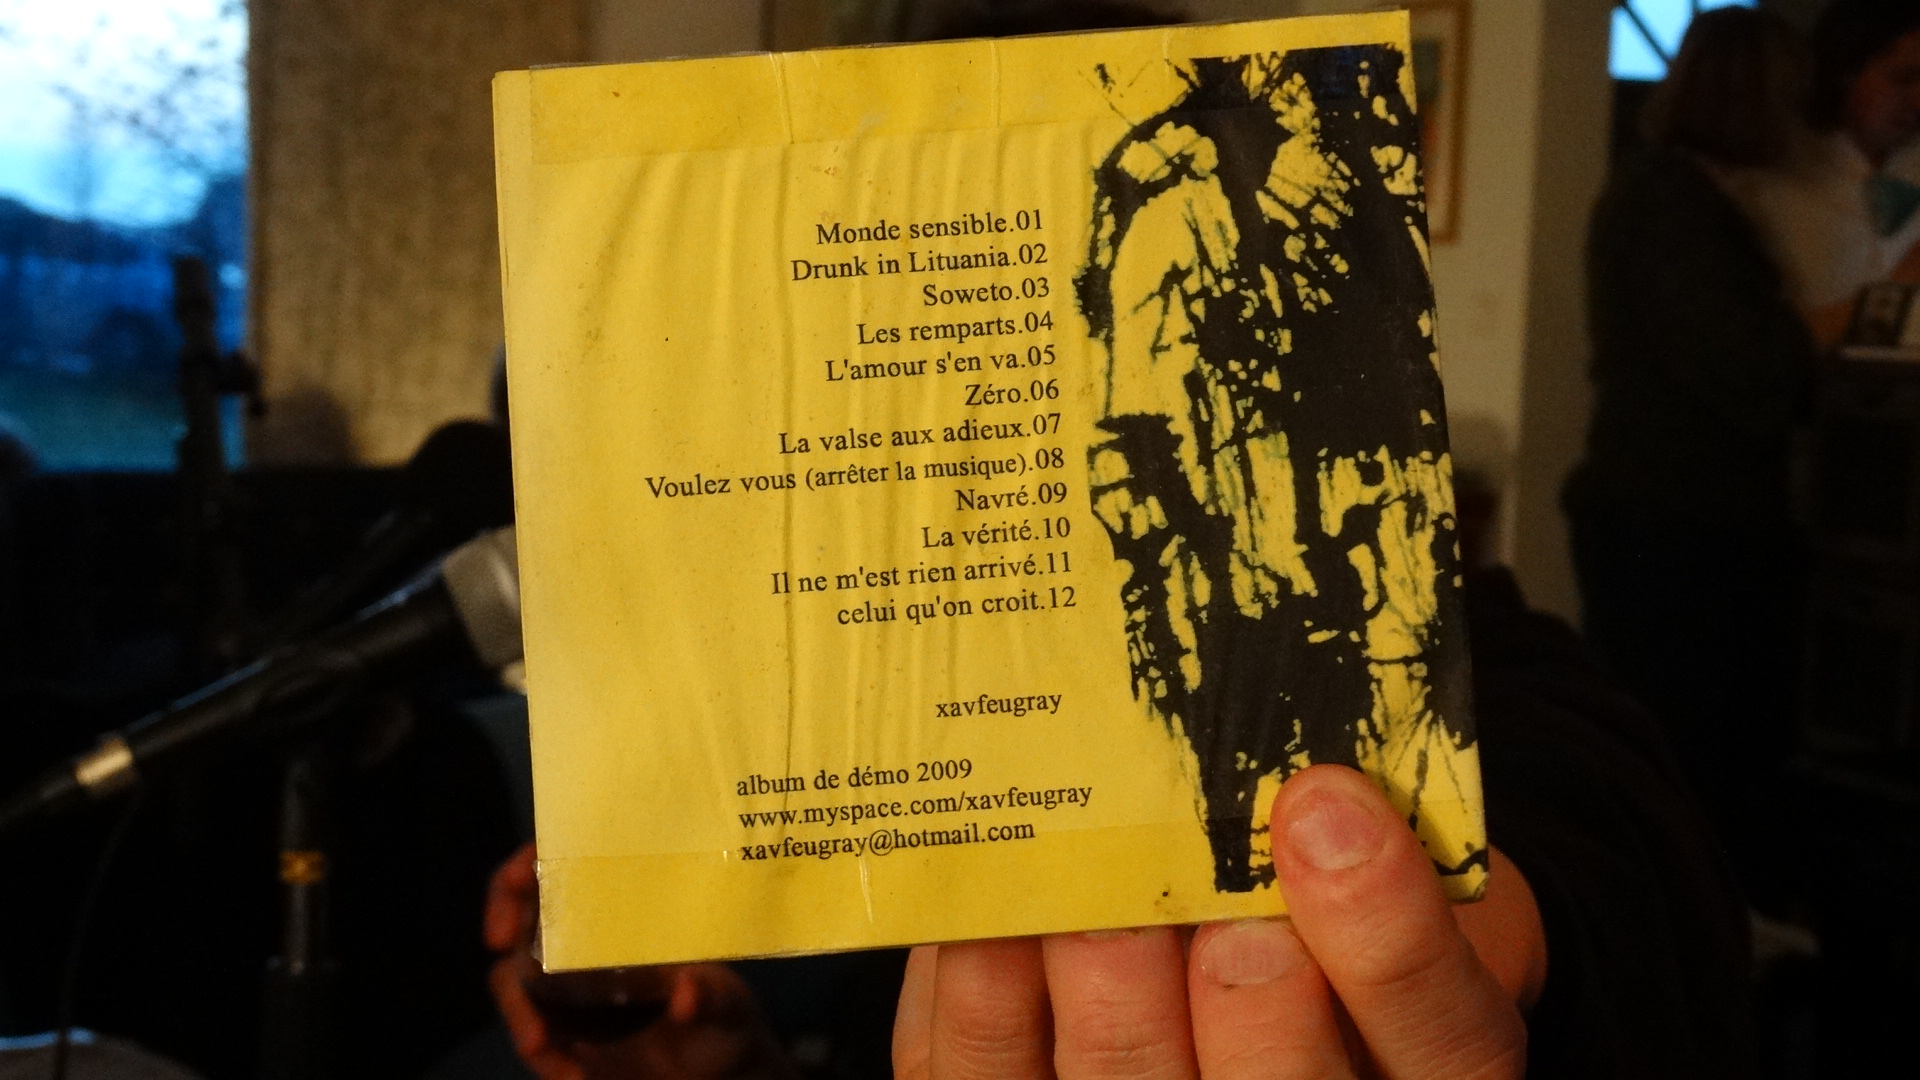 Monde sensible.01
Drunk in Lituania.02
Soweto.03
Les remparts.04
L'amour s'en va.05
Zéro.06
La valse aux adieux.07
Voulez vous (arrêter la musique).08
Navré.09
La vérité.10
Il ne m'est rien arrivé.11
celui qu'on croit.12
xavfeugray
album de démo 2009
www.myspace.com/xavfeugray
xavfeugray@hotmail.com